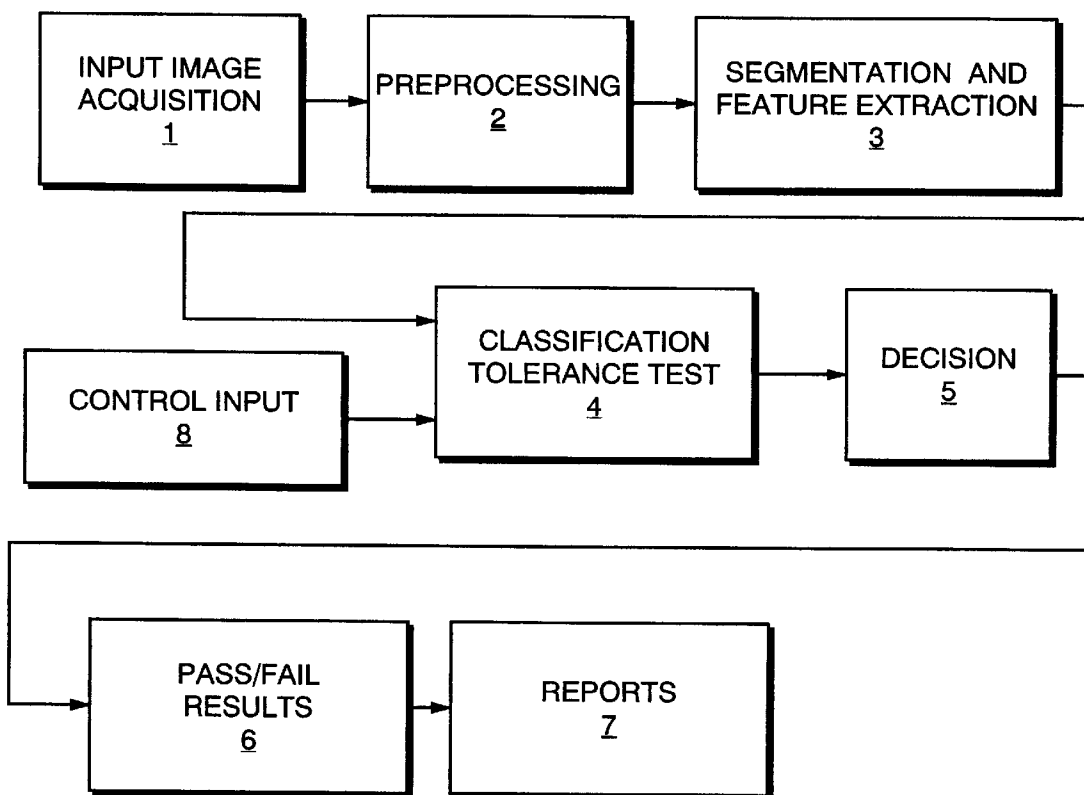 INPUT IMAGE
ACQUISITION
1
PREPROCESSING
2
SEGMENTATION AND
FEATURE EXTRACTION
3
CLASSIFICATION
TOLERANCE TEST
4
DECISION
5
CONTROL INPUT
8
PASS/FAIL
RESULTS
6
REPORTS
7